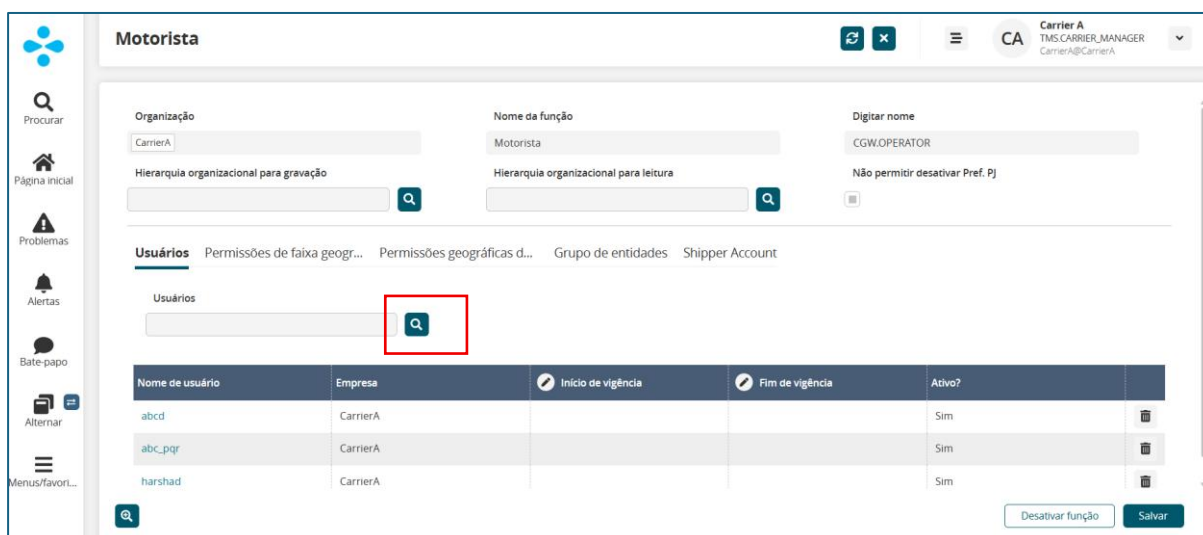 Motorista
CA
Carrier A
TMS.CARRIER_MANAGER
CarrierA@CarrierA
Procurar
Página inicial
Problemas
Alertas
Bate-papo
Alternar
Menus/favori...
Organização
Nome da função
Digitar nome
CarrierA
Motorista
CGW.OPERATOR
Hierarquia organizacional para gravação
Hierarquia organizacional para leitura
Não permitir desativar Pref. PJ
Usuários
Permissões de faixa geogr...
Permissões geográficas d...
Grupo de entidades
Shipper Account
Usuários
Nome de usuário
Empresa
Início de vigência
Fim de vigência
Ativo?
abcd
CarrierA
Sim
abc_pqr
CarrierA
Sim
harshad
CarrierA
Sim
Desativar função
Salvar